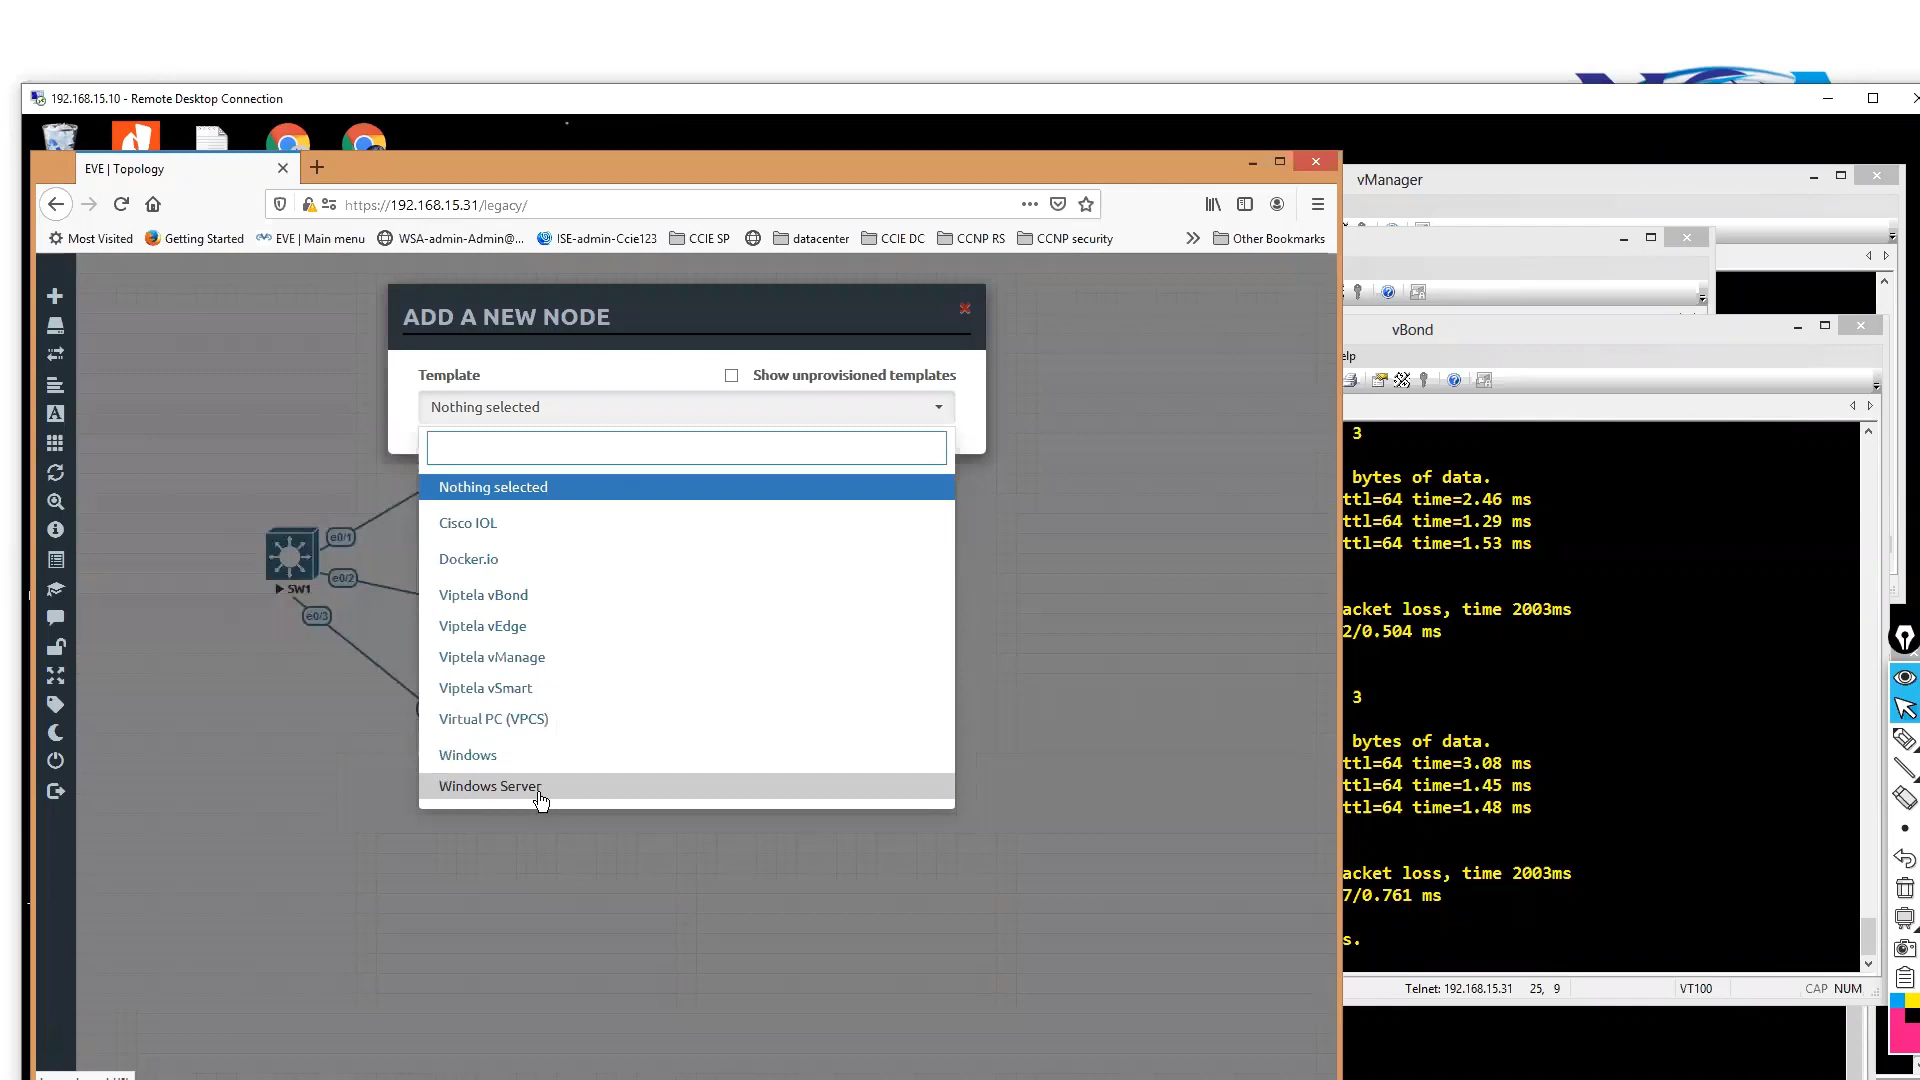 192.168.15.10 - Remote Desktop Connection
EVE | Topology
https://192.168.15.31/legacy/
Most Visited
Getting Started
EVE | Main menu
WSA-admin-Admin@...
ISE-admin-Ccie123
CCIE SP
datacenter
CCIE DC
CCNP RS
CCNP security
Other Bookmarks
ADD A NEW NODE
Template
Show unprovisioned templates
Nothing selected
Nothing selected
Cisco IOL
Docker.io
Viptela vBond
Viptela vEdge
Viptela vManage
Viptela vSmart
Virtual PC (VPCS)
Windows
Windows Server
e0/1
e0/2
SW1
e0/3
vManager
vBond
elp
3
bytes of data.
ttl=64 time=2.46 ms
ttl=64 time=1.29 ms
ttl=64 time=1.53 ms
acket loss, time 2003ms
2/0.504 ms
3
bytes of data.
ttl=64 time=3.08 ms
ttl=64 time=1.45 ms
ttl=64 time=1.48 ms
acket loss, time 2003ms
7/0.761 ms
s.
Telnet: 192.168.15.31 25, 9 VT100 CAP NUM